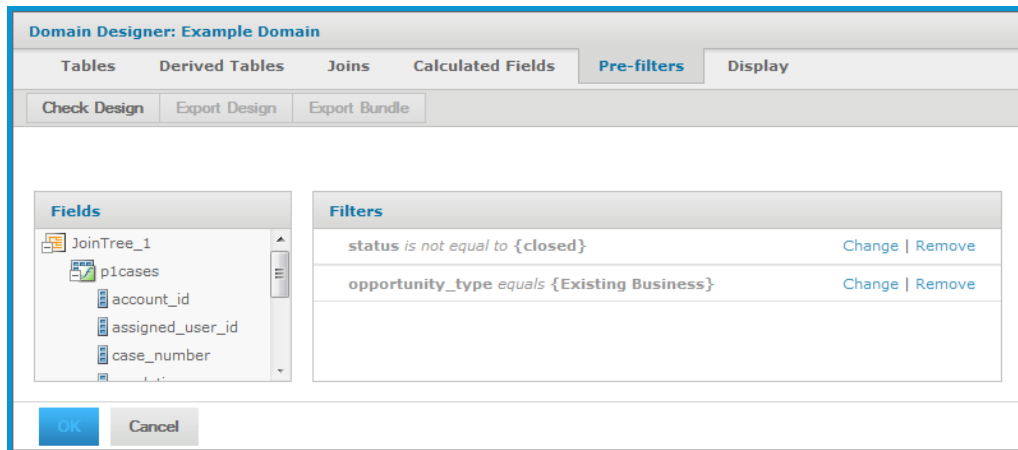 Domain Designer: Example Domain
Tables Derived Tables Joins Calculated Fields Pre-filters Display
Check Design Export Design Export Bundle
Fields
JoinTree_1
p1cases
account_id
assigned_user_id
case_number
Filters
status is not equal to {closed} Change | Remove
opportunity_type equals {Existing Business} Change | Remove
OK Cancel